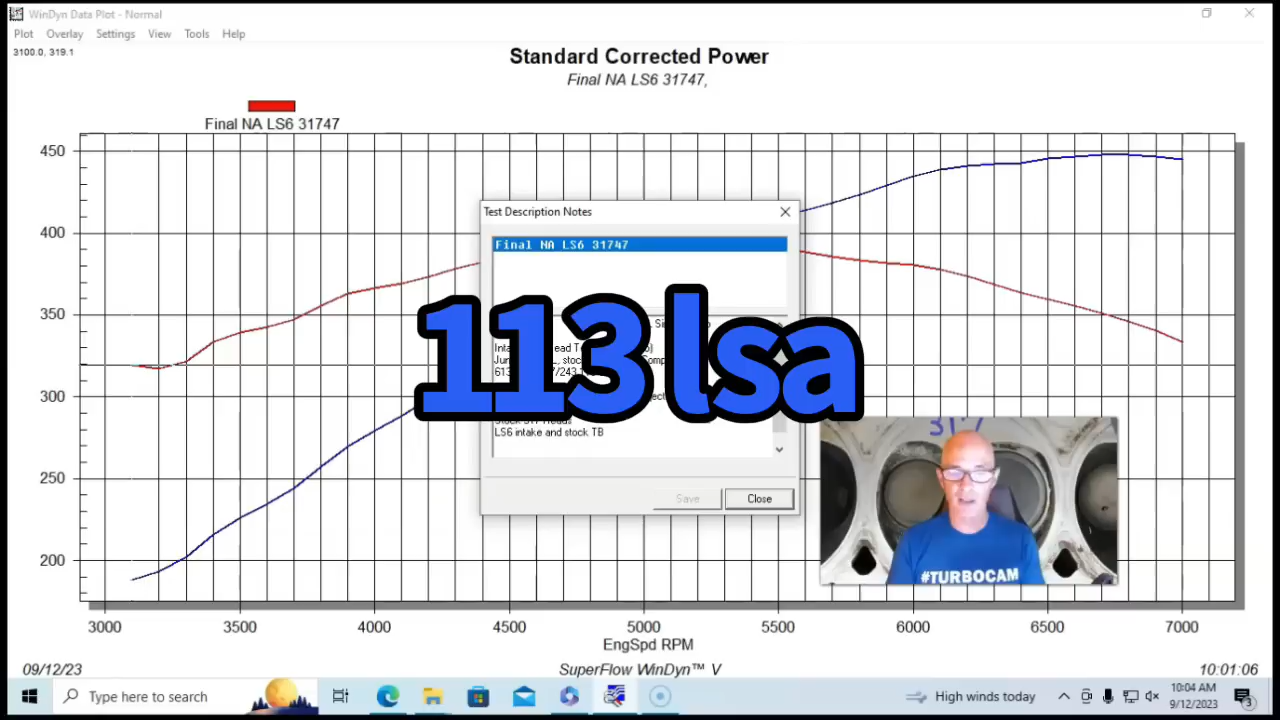 WinDyn Data Plot - Normal
Plot Overlay Settings View Tools Help
3100.0, 319.1
Standard Corrected Power
Final NA LS6 31747,
Final NA LS6 31747
450
400
350
300
250
200
Test Description Notes
Final NA LS6 31747
113 lsa
LS6 intake and stock TB
Save Close
#TURBOCAM
3000 3500 4000 4500 5000 5500 6000 6500 7000
EngSpd RPM
09/12/23 SuperFlow WinDyn™ V 10:01:06
Type here to search
High winds today
10:04 AM
9/12/2023
3